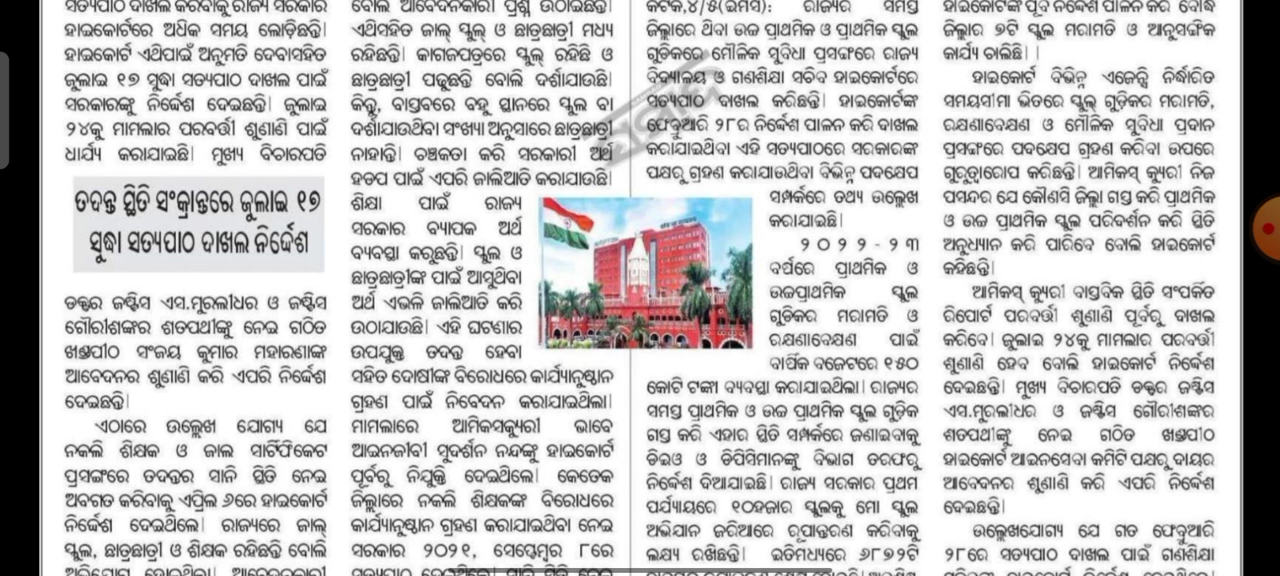 ସତ୍ୟପାଠ ଦାଖଲ କରିବାକୁ ରାଜ୍ୟ ସରକାର
ହାଇକୋର୍ଟରେ ଅଧିକ ସମୟ ଲୋଡ଼ିଛନ୍ତି।
ହାଇକୋର୍ଟ ଏଥିପାଇଁ ଅନୁମତି ଦେବାସହିତ
ଜୁଲାଇ ୧୭ ସୁଦ୍ଧା ସତ୍ୟପାଠ ଦାଖଲ ପାଇଁ
ସରକାରଙ୍କୁ ନିର୍ଦ୍ଦେଶ ଦେଇଛନ୍ତି। ଜୁଲାଇ
୨୪କୁ ମାମଲାର ପରବର୍ତ୍ତୀ ଶୁଣାଣି ପାଇଁ
ଧାର୍ଯ୍ୟ କରାଯାଇଛି। ମୁଖ୍ୟ ବିଚାରପତି
ତଦନ୍ତ ସ୍ଥିତି ସଂକ୍ରାନ୍ତରେ ଜୁଲାଇ ୧୭
ସୁଦ୍ଧା ସତ୍ୟପାଠ ଦାଖଲ ନିର୍ଦ୍ଦେଶ
ଡକ୍ଟର ଜଷ୍ଟିସ ଏସ.ମୁରଲୀଧର ଓ ଜଷ୍ଟିସ
ଗୌରୀଶଙ୍କର ଶତପଥୀଙ୍କୁ ନେଇ ଗଠିତ
ଖଣ୍ଡପୀଠ ସଂଜୟ କୁମାର ମହାରଣାଙ୍କ
ଆବେଦନର ଶୁଣାଣି କରି ଏପରି ନିର୍ଦ୍ଦେଶ
ଦେଇଛନ୍ତି।
ଏଠାରେ ଉଲ୍ଲେଖ ଯୋଗ୍ୟ ଯେ
ନକଲି ଶିକ୍ଷକ ଓ ଜାଲ ସାର୍ଟିଫିକେଟ
ପ୍ରସଙ୍ଗରେ ତଦନ୍ତର ସାନି ସ୍ଥିତି ନେଇ
ଅବଗତ କରିବାକୁ ଏପ୍ରିଲ ୬ରେ ହାଇକୋର୍ଟ
ନିର୍ଦ୍ଦେଶ ଦେଇଥିଲେ। ରାଜ୍ୟରେ ଜାଲ୍
ସ୍କୁଲ, ଛାତ୍ରଛାତ୍ରୀ ଓ ଶିକ୍ଷକ ରହିଛନ୍ତି ବୋଲି
ଅଭିଯୋଗ ହୋଇଥିଲା। ଆବେଦନକାରୀ
ବୋଲି ଆବେଦନକାରୀ ପ୍ରଶ୍ନ ଉଠାଇଛନ୍ତି।
ଏଥିସହିତ ଜାଲ୍ ସ୍କୁଲ୍ ଓ ଛାତ୍ରଛାତ୍ରୀ ମଧ୍ୟ
ରହିଛନ୍ତି। କାଗଜପତ୍ରରେ ସ୍କୁଲ୍ ରହିଛି ଓ
ଛାତ୍ରଛାତ୍ରୀ ପଢୁଛନ୍ତି ବୋଲି ଦର୍ଶାଯାଉଛି।
କିନ୍ତୁ, ବାସ୍ତବରେ ବହୁ ସ୍ଥାନରେ ସ୍କୁଲ ବା
ଦର୍ଶାଯାଉଥିବା ସଂଖ୍ୟା ଅନୁସାରେ ଛାତ୍ରଛାତ୍ରୀ
ନାହାନ୍ତି। ଚଞ୍ଚକତା କରି ସରକାରୀ ଅର୍ଥ
ହଡପ ପାଇଁ ଏପରି ଜାଲିଆତି କରାଯାଉଛି।
ଶିକ୍ଷା ପାଇଁ ରାଜ୍ୟ
ସରକାର ବ୍ୟାପକ ଅର୍ଥ
ବ୍ୟବସ୍ଥା କରୁଛନ୍ତି। ସ୍କୁଲ ଓ
ଛାତ୍ରଛାତ୍ରୀଙ୍କ ପାଇଁ ଆସୁଥିବା
ଅର୍ଥ ଏଭଳି ଜାଲିଆତି କରି
ଉଠାଯାଉଛି। ଏହି ଘଟଣାର
ଉପଯୁକ୍ତ ତଦନ୍ତ ହେବା
ସହିତ ଦୋଷୀଙ୍କ ବିରୋଧରେ କାର୍ଯ୍ୟାନୁଷ୍ଠାନ
ଗ୍ରହଣ ପାଇଁ ନିବେଦନ କରାଯାଇଥିଲା।
ମାମଲାରେ ଆମିକସକ୍ୟୁରୀ ଭାବେ
ଆଇନଜୀବୀ ସୁଦର୍ଶନ ନନ୍ଦଙ୍କୁ ହାଇକୋର୍ଟ
ପୂର୍ବରୁ ନିଯୁକ୍ତି ଦେଇଥିଲେ। କେତେକ
ଜିଲ୍ଲାରେ ନକଲି ଶିକ୍ଷକଙ୍କ ବିରୋଧରେ
କାର୍ଯ୍ୟାନୁଷ୍ଠାନ ଗ୍ରହଣ କରାଯାଇଥିବା ନେଇ
ସରକାର ୨୦୨୧, ସେପ୍ଟେମ୍ବର ୮ରେ
ସତ୍ୟପାଠ ଦେଇଥିଲେ। ସାନି ସ୍ଥିତି ନେଇ
କଟକ,୪/୫(ଇମିସ): ରାଜ୍ୟର ସମସ୍ତ
ଜିଲ୍ଲାରେ ଥିବା ଉଚ୍ଚ ପ୍ରାଥମିକ ଓ ପ୍ରାଥମିକ ସ୍କୁଲ
ଗୁଡିକରେ ମୌଳିକ ସୁବିଧା ପ୍ରସଙ୍ଗରେ ରାଜ୍ୟ
ବିଦ୍ୟାଳୟ ଓ ଗଣଶିକ୍ଷା ସଚିବ ହାଇକୋର୍ଟରେ
ସତ୍ୟପାଠ ଦାଖଲ କରିଛନ୍ତି। ହାଇକୋର୍ଟଙ୍କ
ଫେବୃଆରି ୨୮ର ନିର୍ଦ୍ଦେଶ ପାଳନ କରି ଦାଖଲ
କରାଯାଇଥିବା ଏହି ସତ୍ୟପାଠରେ ସରକାରଙ୍କ
ପକ୍ଷରୁ ଗ୍ରହଣ କରାଯାଉଥିବା ବିଭିନ୍ନ ପଦକ୍ଷେପ
ସମ୍ପର୍କରେ ତଥ୍ୟ ଉଲ୍ଲେଖ
କରାଯାଇଛି।
୨୦୨୨-୨୩
ବର୍ଷରେ ପ୍ରାଥମିକ ଓ
ଉଚ୍ଚପ୍ରାଥମିକ ସ୍କୁଲ
ଗୁଡିକର ମରାମତି ଓ
ରକ୍ଷଣାବେକ୍ଷଣ ପାଇଁ
ବାର୍ଷିକ ବଜେଟରେ ୧୫୦
କୋଟି ଟଙ୍କା ବ୍ୟବସ୍ଥା କରାଯାଇଥିଲା। ରାଜ୍ୟର
ସମସ୍ତ ପ୍ରାଥମିକ ଓ ଉଚ୍ଚ ପ୍ରାଥମିକ ସ୍କୁଲ ଗୁଡ଼ିକ
ଗସ୍ତ କରି ଏହାର ସ୍ଥିତି ସମ୍ପର୍କରେ ଜଣାଇବାକୁ
ଡିଇଓ ଓ ଡିପିସିମାନଙ୍କୁ ବିଭାଗ ତରଫରୁ
ନିର୍ଦ୍ଦେଶ ଦିଆଯାଇଛି। ରାଜ୍ୟ ସରକାର ପ୍ରଥମ
ପର୍ଯ୍ୟାୟରେ ୧୦ହଜାର ସ୍କୁଲକୁ ମୋ ସ୍କୁଲ
ଅଭିଯାନ ଜରିଆରେ ରୂପାନ୍ତରଣ କରିବାକୁ
ଲକ୍ଷ୍ୟ ରଖିଛନ୍ତି। ଇତିମଧ୍ୟରେ ୬୮୭୨ଟି
ହାଇକୋର୍ଟଙ୍କ ପୂର୍ବ ନିର୍ଦ୍ଦେଶ ପାଳନ କରି ବୌଦ୍ଧ
ଜିଲ୍ଲାର ୭ଟି ସ୍କୁଲ ମରାମତି ଓ ଆନୁସଙ୍ଗିକ
କାର୍ଯ୍ୟ ଚାଲିଛି।
ହାଇକୋର୍ଟ ବିଭିନ୍ନ ଏଜେନ୍ସି ନିର୍ଦ୍ଧାରିତ
ସମୟସୀମା ଭିତରେ ସ୍କୁଲ୍ ଗୁଡ଼ିକର ମରାମତି,
ରକ୍ଷଣାବେକ୍ଷଣ ଓ ମୌଳିକ ସୁବିଧା ପ୍ରଦାନ
ପ୍ରସଙ୍ଗରେ ପଦକ୍ଷେପ ଗ୍ରହଣ କରିବା ଉପରେ
ଗୁରୁତ୍ୱାରୋପ କରିଛନ୍ତି। ଆମିକସ୍ କ୍ୟୁରୀ ନିଜ
ପସନ୍ଦର ଯେ କୌଣସି ଜିଲ୍ଲା ଗସ୍ତ କରି ପ୍ରାଥମିକ
ଓ ଉଚ୍ଚ ପ୍ରାଥମିକ ସ୍କୁଲ ପରିଦର୍ଶନ କରି ସ୍ଥିତି
ଅନୁଧ୍ୟାନ କରି ପାରିବେ ବୋଲି ହାଇକୋର୍ଟ
କହିଛନ୍ତି।
ଆମିକସ୍ କ୍ୟୁରୀ ବାସ୍ତବିକ ସ୍ଥିତି ସଂପର୍କିତ
ରିପୋର୍ଟ ପରବର୍ତ୍ତୀ ଶୁଣାଣି ପୂର୍ବରୁ ଦାଖଲ
କରିବେ। ଜୁଲାଇ ୨୪କୁ ମାମଲାର ପରବର୍ତ୍ତୀ
ଶୁଣାଣି ହେବ ବୋଲି ହାଇକୋର୍ଟ ନିର୍ଦ୍ଦେଶ
ଦେଇଛନ୍ତି। ମୁଖ୍ୟ ବିଚାରପତି ଡକ୍ଟର ଜଷ୍ଟିସ
ଏସ.ମୁରଲୀଧର ଓ ଜଷ୍ଟିସ ଗୌରୀଶଙ୍କର
ଶତପଥୀଙ୍କୁ ନେଇ ଗଠିତ ଖଣ୍ଡପୀଠ
ହାଇକୋର୍ଟ ଆଇନସେବା କମିଟି ପକ୍ଷରୁ ଦାୟର
ଆବେଦନର ଶୁଣାଣି କରି ଏପରି ନିର୍ଦ୍ଦେଶ
ଦେଇଛନ୍ତି।
ଉଲ୍ଲେଖଯୋଗ୍ୟ ଯେ ଗତ ଫେବୃଆରି
୨୮ରେ ସତ୍ୟପାଠ ଦାଖଲ ପାଇଁ ଗଣଶିକ୍ଷା